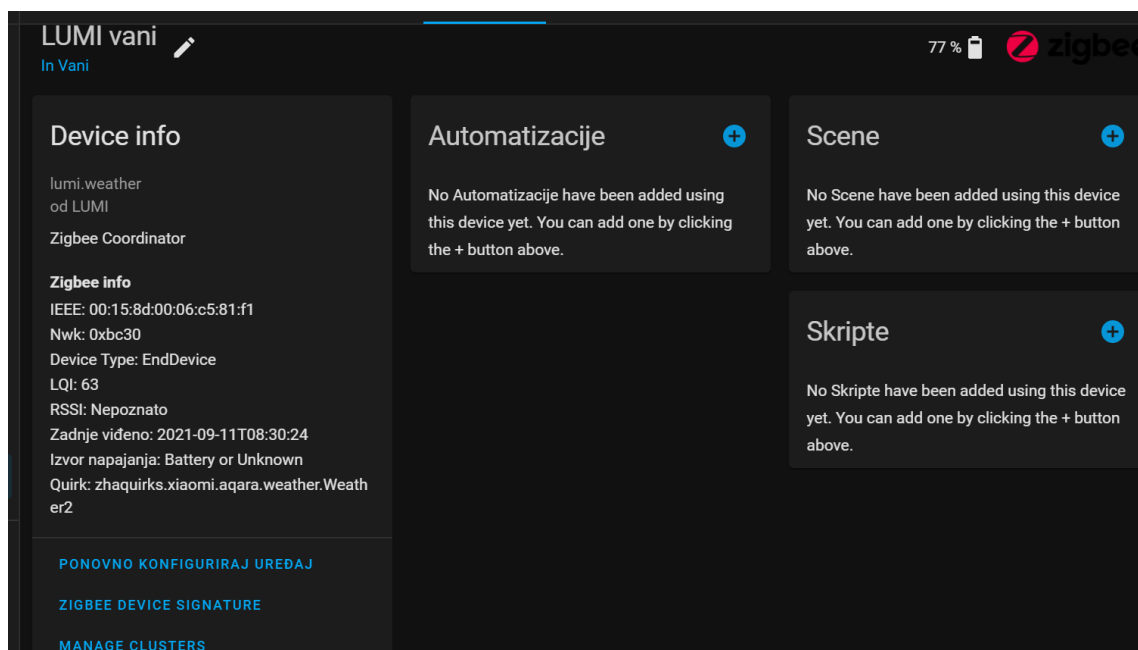 LUMI vani
In Vani
77 %
zigbee
Device info
lumi.weather
od LUMI
Zigbee Coordinator
Zigbee info
IEEE: 00:15:8d:00:06:c5:81:f1
Nwk: 0xbc30
Device Type: EndDevice
LQI: 63
RSSI: Nepoznato
Zadnje viđeno: 2021-09-11T08:30:24
Izvor napajanja: Battery or Unknown
Quirk: zhaquirks.xiaomi.aqara.weather.Weath
er2
PONOVNO KONFIGURIRAJ UREĐAJ
ZIGBEE DEVICE SIGNATURE
MANAGE CLUSTERS
Automatizacije
No Automatizacije have been added using
this device yet. You can add one by clicking
the + button above.
Scene
No Scene have been added using this device
yet. You can add one by clicking the + button
above.
Skripte
No Skripte have been added using this device
yet. You can add one by clicking the + button
above.